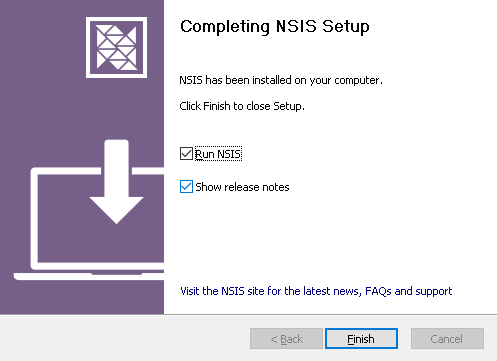 Completing NSIS Setup
NSIS has been installed on your computer.
Click Finish to close Setup.
Run NSIS
Show release notes
Visit the NSIS site for the latest news, FAQs and support
< Back
Finish
Cancel